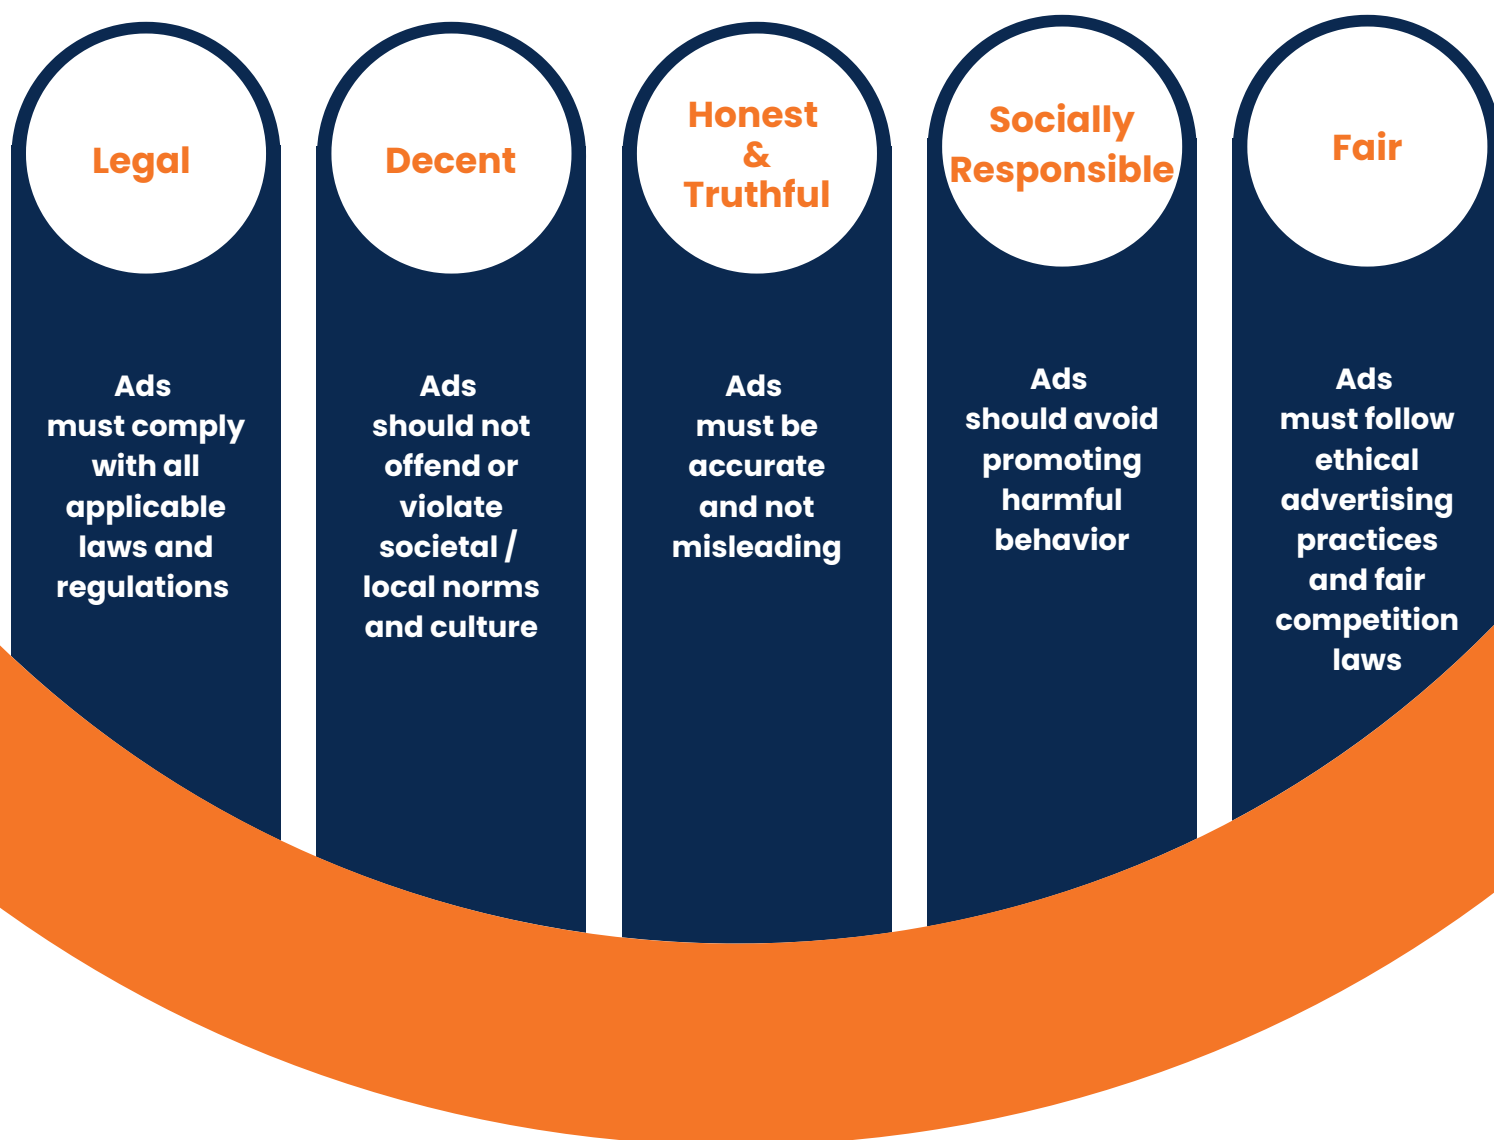 Legal
Ads
must comply
with all
applicable
laws and
regulations
Decent
Ads
should not
offend or
violate
societal /
local norms
and culture
Honest
&
Truthful
Ads
must be
accurate
and not
misleading
Socially
Responsible
Ads
should avoid
promoting
harmful
behavior
Fair
Ads
must follow
ethical
advertising
practices
and fair
competition
laws